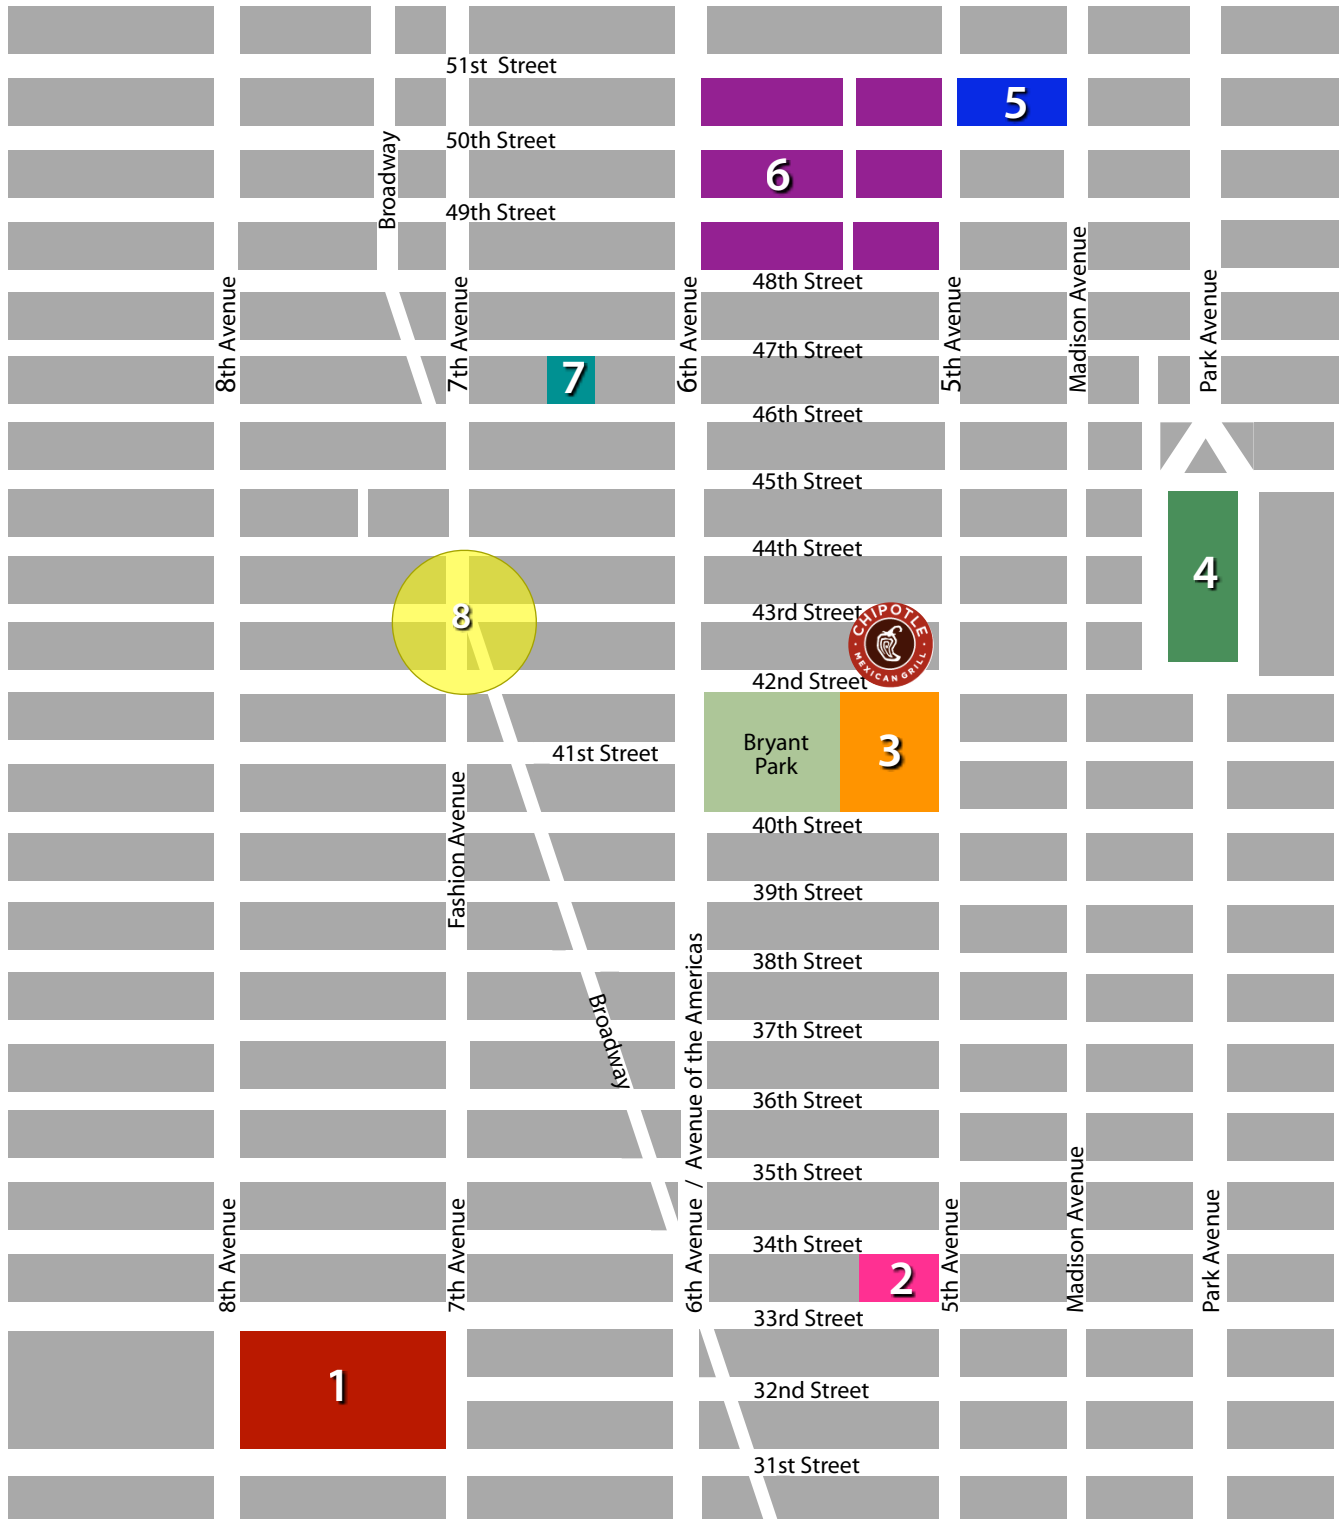 51st  Street
5
Broadway
50th Street
6
49th Street
48th Street
8th Avenue
7th Avenue
6th Avenue
5th Avenue
Madison Avenue
Park Avenue
47th Street
7
46th Street
45th Street
44th Street
4
43rd Street
8
CHIPOTLE
MEXICAN GRILL
42nd Street
Bryant
Park
3
41st Street
40th Street
Fashion Avenue
39th Street
38th Street
Broadway
6th Avenue  /  Avenue of the Americas
37th Street
36th Street
35th Street
8th Avenue
7th Avenue
5th Avenue
Madison Avenue
Park Avenue
34th Street
2
33rd Street
1
32nd Street
31st Street